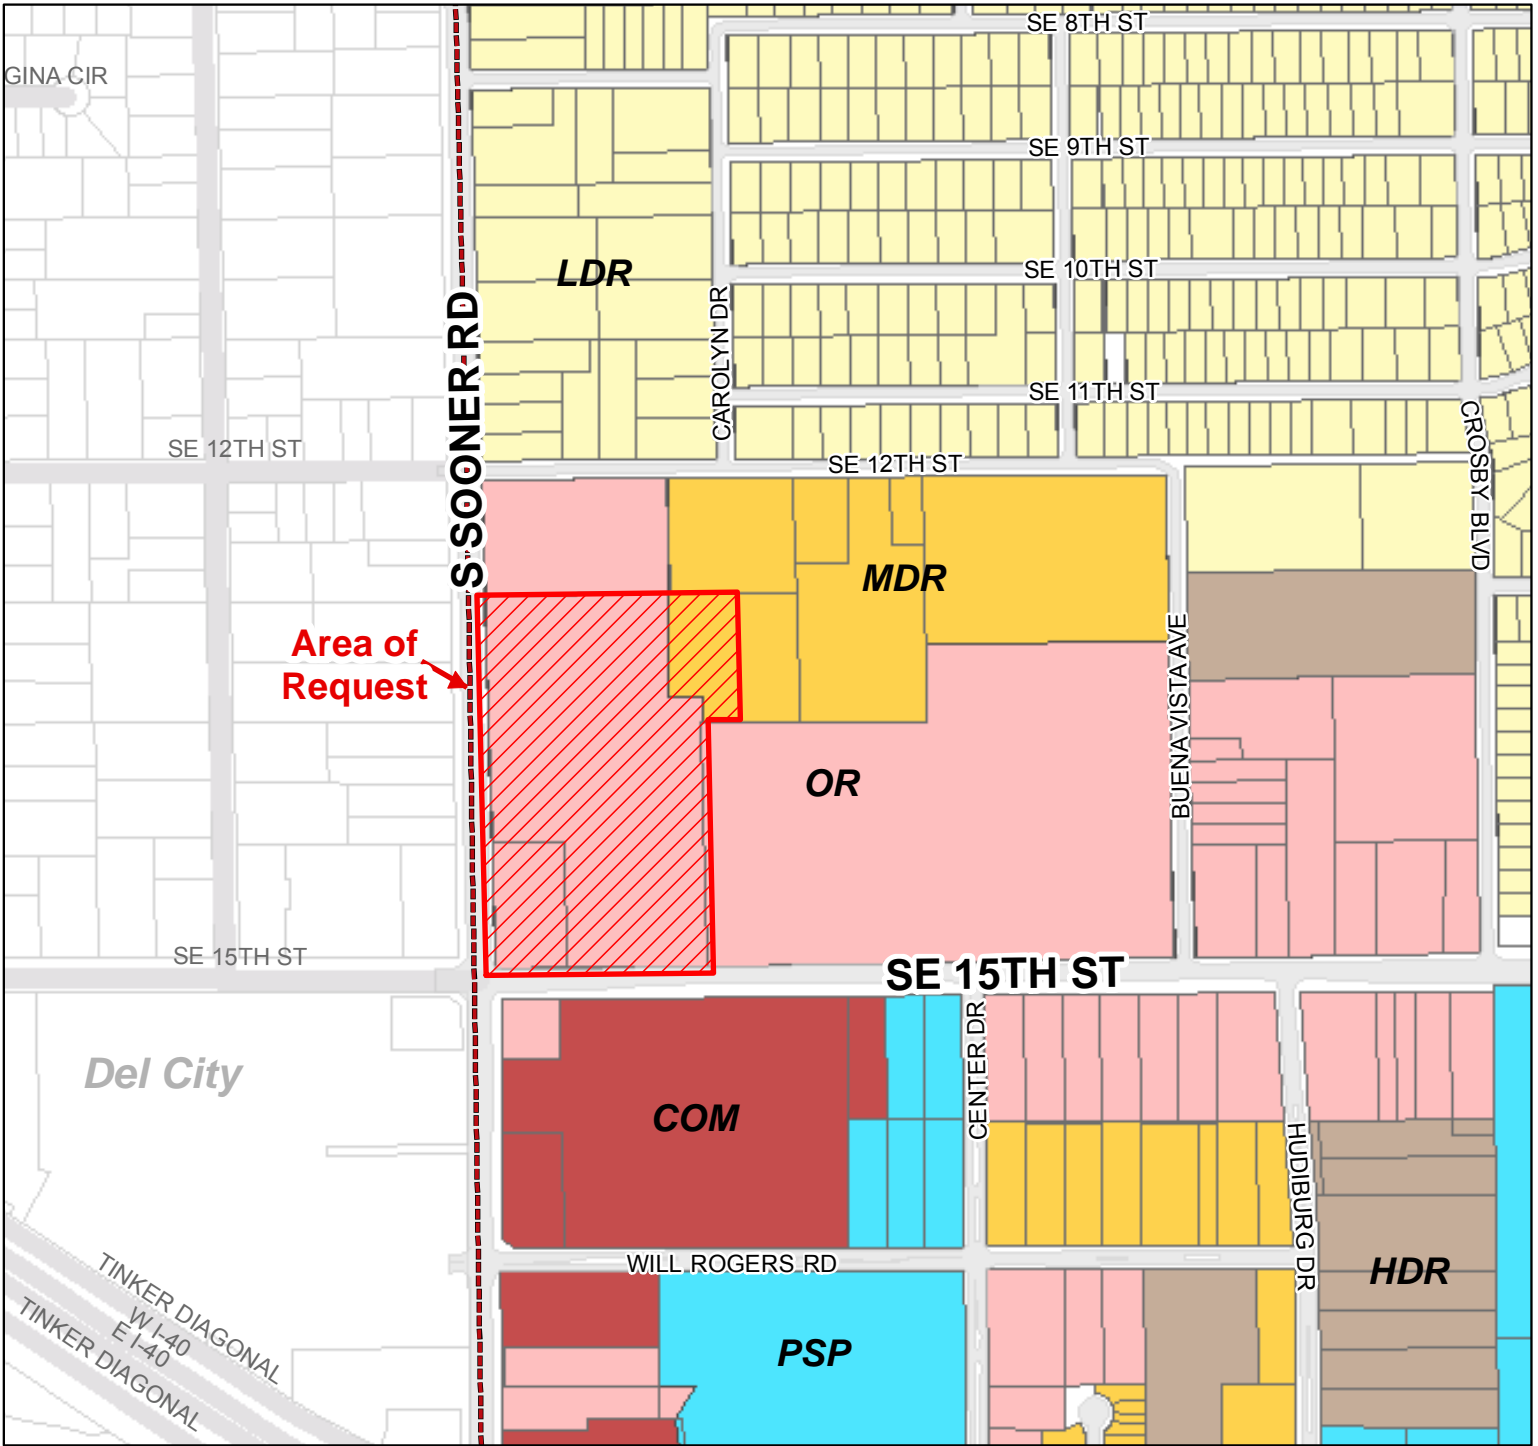 SE 8TH ST
GINA CIR
SE 9TH ST
LDR
SE 10TH ST
CAROLYN DR
S SOONER RD
SE 11TH ST
CROSBY BLVD
SE 12TH ST
SE 12TH ST
MDR
Area of
Request
BUENA VISTA AVE
OR
SE 15TH ST
SE 15TH ST
CENTER DR
Del City
COM
HUDIBURG DR
WILL ROGERS RD
HDR
TINKER DIAGONAL
W I-40
E I-40
TINKER DIAGONAL
PSP